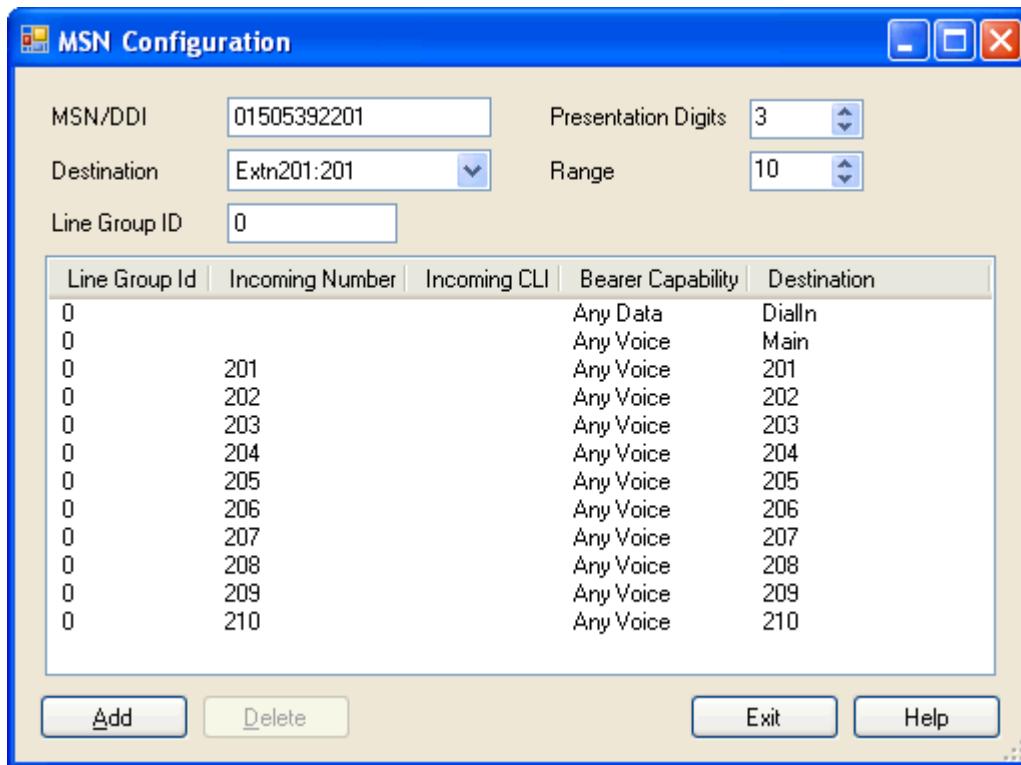 MSN Configuration
MSN/DDI 01505392201 Presentation Digits 3
Destination Extn201:201 Range 10
Line Group ID 0
Line Group Id Incoming Number Incoming CLI Bearer Capability Destination
0 Any Data DialIn
0 Any Voice Main
0 201 Any Voice 201
0 202 Any Voice 202
0 203 Any Voice 203
0 204 Any Voice 204
0 205 Any Voice 205
0 206 Any Voice 206
0 207 Any Voice 207
0 208 Any Voice 208
0 209 Any Voice 209
0 210 Any Voice 210
Add Delete Exit Help